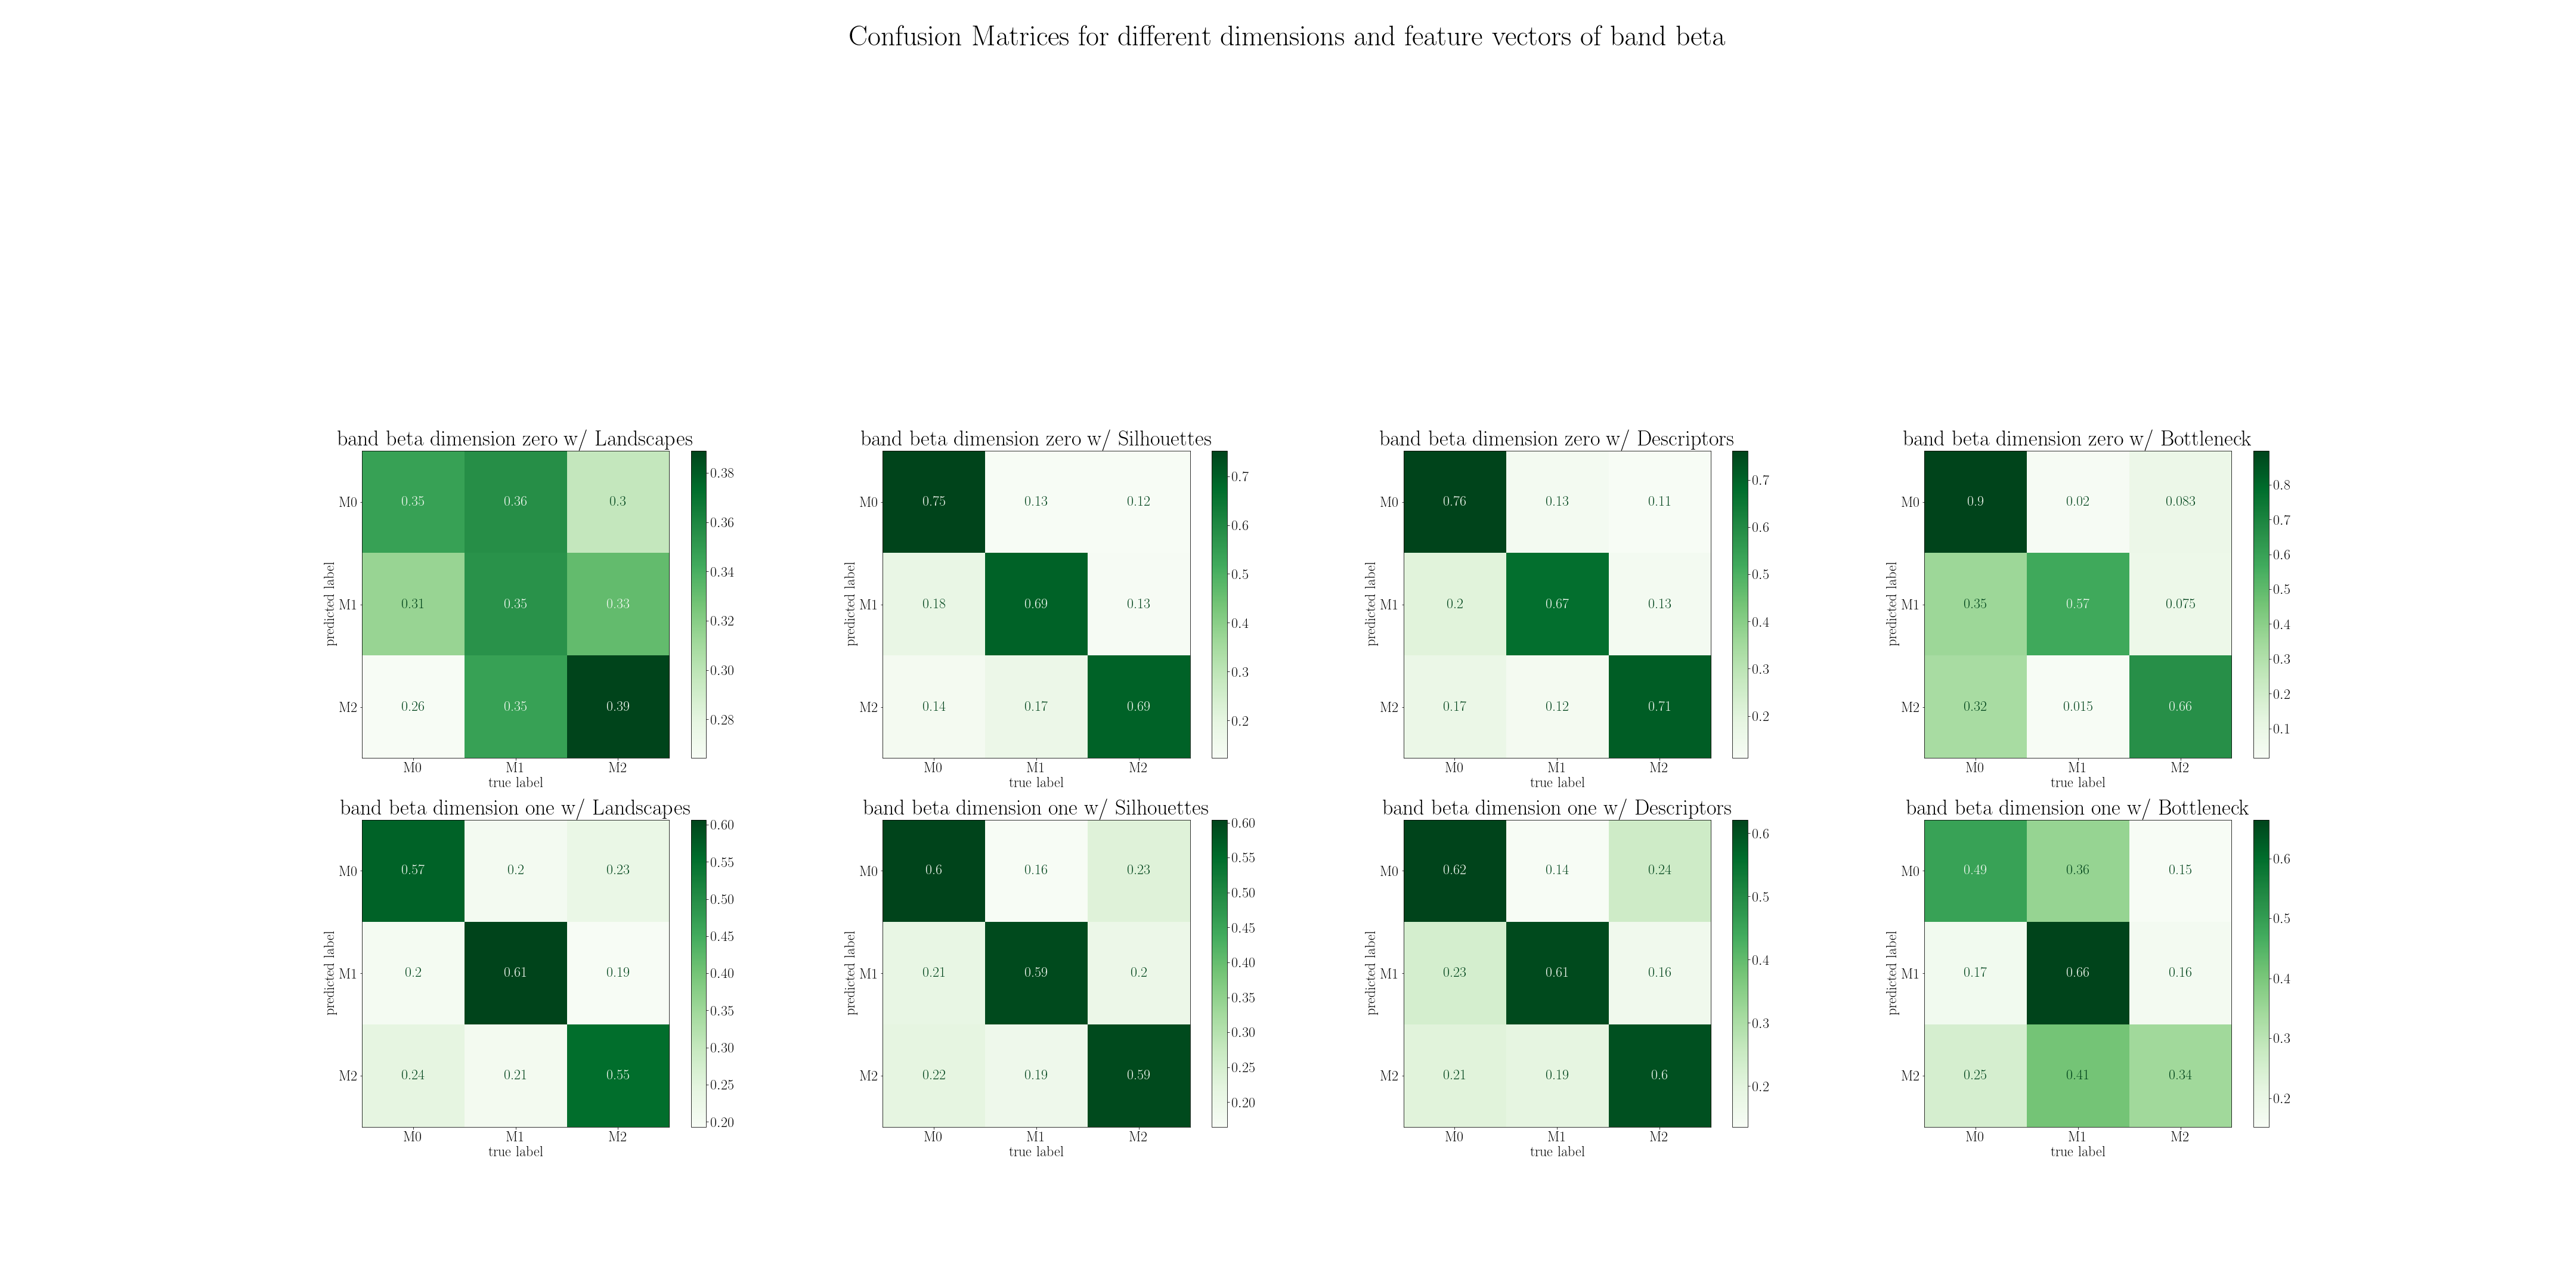 Confusion Matrices for different dimensions and feature vectors of band beta
band beta dimension zero w/ Landscapes
M0 0.35 0.36 0.3
M1 0.31 0.35 0.33
M2 0.26 0.35 0.39
M0 M1 M2
true label
predicted label
0.38
0.36
0.34
0.32
0.30
0.28
band beta dimension zero w/ Silhouettes
M0 0.75 0.13 0.12
M1 0.18 0.69 0.13
M2 0.14 0.17 0.69
M0 M1 M2
true label
predicted label
0.7
0.6
0.5
0.4
0.3
0.2
band beta dimension zero w/ Descriptors
M0 0.76 0.13 0.11
M1 0.2 0.67 0.13
M2 0.17 0.12 0.71
M0 M1 M2
true label
predicted label
0.7
0.6
0.5
0.4
0.3
0.2
band beta dimension zero w/ Bottleneck
M0 0.9 0.02 0.083
M1 0.35 0.57 0.075
M2 0.32 0.015 0.66
M0 M1 M2
true label
predicted label
0.8
0.7
0.6
0.5
0.4
0.3
0.2
0.1
band beta dimension one w/ Landscapes
M0 0.57 0.2 0.23
M1 0.2 0.61 0.19
M2 0.24 0.21 0.55
M0 M1 M2
true label
predicted label
0.60
0.55
0.50
0.45
0.40
0.35
0.30
0.25
0.20
band beta dimension one w/ Silhouettes
M0 0.6 0.16 0.23
M1 0.21 0.59 0.2
M2 0.22 0.19 0.59
M0 M1 M2
true label
predicted label
0.60
0.55
0.50
0.45
0.40
0.35
0.30
0.25
0.20
band beta dimension one w/ Descriptors
M0 0.62 0.14 0.24
M1 0.23 0.61 0.16
M2 0.21 0.19 0.6
M0 M1 M2
true label
predicted label
0.6
0.5
0.4
0.3
0.2
band beta dimension one w/ Bottleneck
M0 0.49 0.36 0.15
M1 0.17 0.66 0.16
M2 0.25 0.41 0.34
M0 M1 M2
true label
predicted label
0.6
0.5
0.4
0.3
0.2